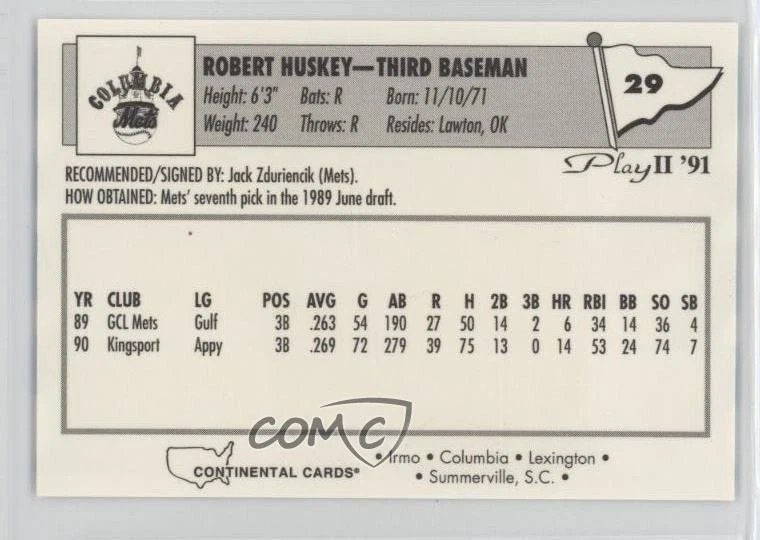 COLUMBIA
Mets
ROBERT HUSKEY—THIRD BASEMAN
Height: 6'3" Bats: R Born: 11/10/71
Weight: 240 Throws: R Resides: Lawton, OK
29
Play II '91
RECOMMENDED/SIGNED BY: Jack Zduriencik (Mets).
HOW OBTAINED: Mets' seventh pick in the 1989 June draft.
YR CLUB LG POS AVG G AB R H 2B 3B HR RBI BB SO SB
89 GCL Mets Gulf 3B .263 54 190 27 50 14 2 6 34 14 36 4
90 Kingsport Appy 3B .269 72 279 39 75 13 0 14 53 24 74 7
COMC
CONTINENTAL CARDS®
• Irmo • Columbia • Lexington •
• Summerville, S.C. •